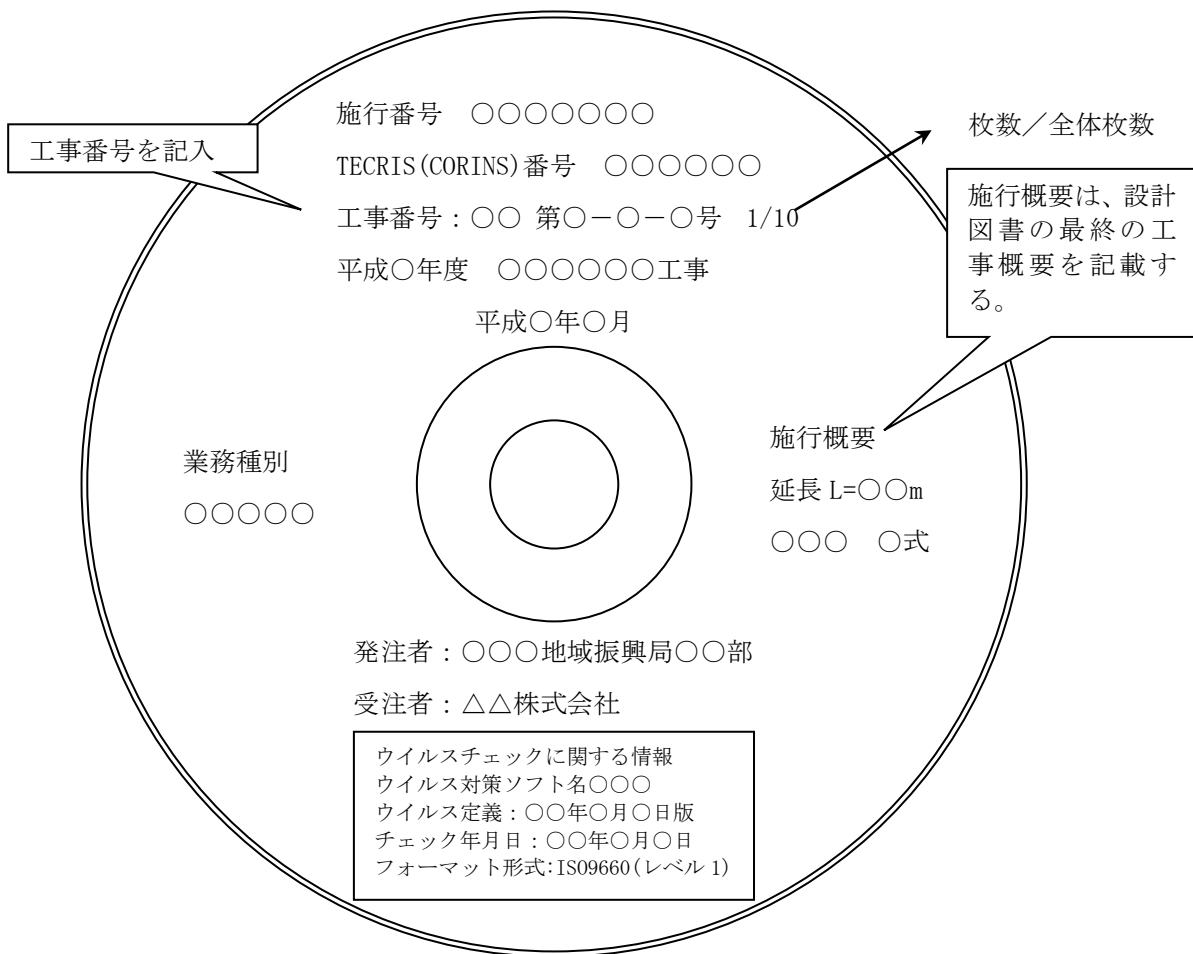 施行番号　○○○○○○○
枚数／全体枚数
工事番号を記入
TECRIS(CORINS)番号　○○○○○○
工事番号：○○ 第○－○－○号　1/10
平成○年度　○○○○○○工事
平成○年○月
施行概要は、設計
図書の最終の工
事概要を記載す
る。
業務種別
○○○○○
施行概要
延長 L=○○m
○○○　○式
発注者：○○○地域振興局○○部
受注者：△△株式会社
ウイルスチェックに関する情報
ウイルス対策ソフト名○○○
ウイルス定義：○○年○月○日版
チェック年月日：○○年○月○日
フォーマット形式:ISO9660(レベル 1)